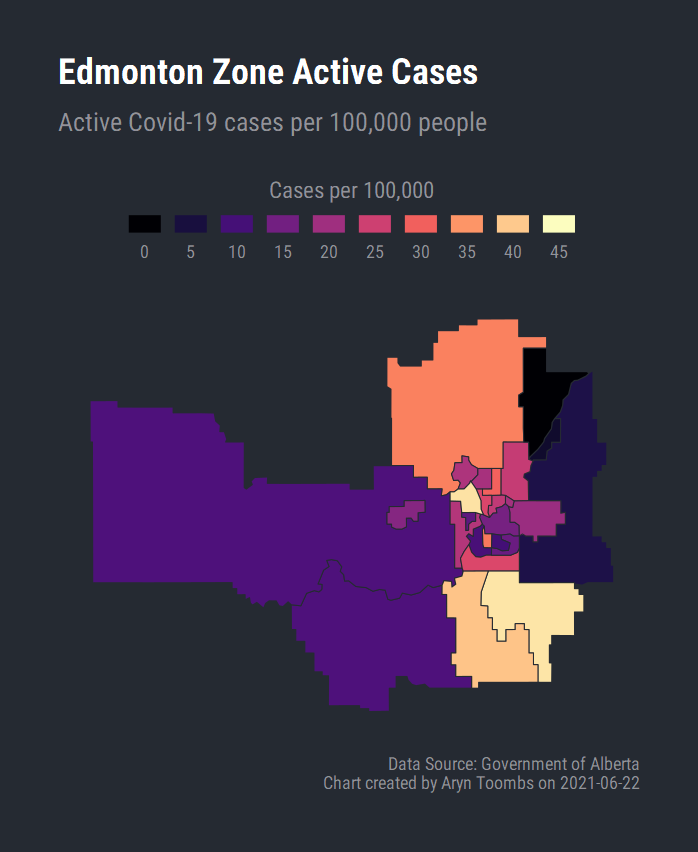 Edmonton Zone Active Cases
Active Covid-19 cases per 100,000 people
Cases per 100,000
0 5 10 15 20 25 30 35 40 45
Data Source: Government of Alberta
Chart created by Aryn Toombs on 2021-06-22